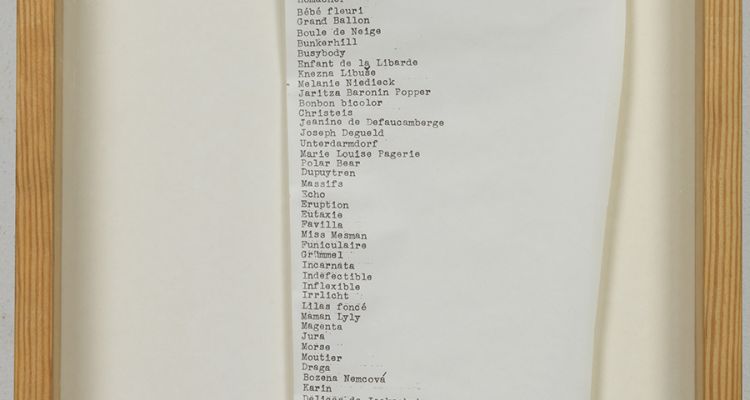 Bébé fleuri
Grand Ballon
Boule de Neige
Bunkerhill
Busybody
Enfant de la Libarde
Knezna Libuše
Melanie Niedieck
Jaritza Baronin Popper
Bonbon bicolor
Christeis
Jeanine de Defaucamberge
Joseph Degueld
Unterdarmdorf
Marie Louise Pagerie
Polar Bear
Dupuytren
Massifs
Echo
Eruption
Eutaxie
Favilla
Miss Mesman
Funiculaire
Grümmel
Incarnata
Indefectible
Inflexible
Irrlicht
Lilas foncé
Maman Lyly
Magenta
Jura
Morse
Moutier
Draga
Bozena Nemcová
Karin